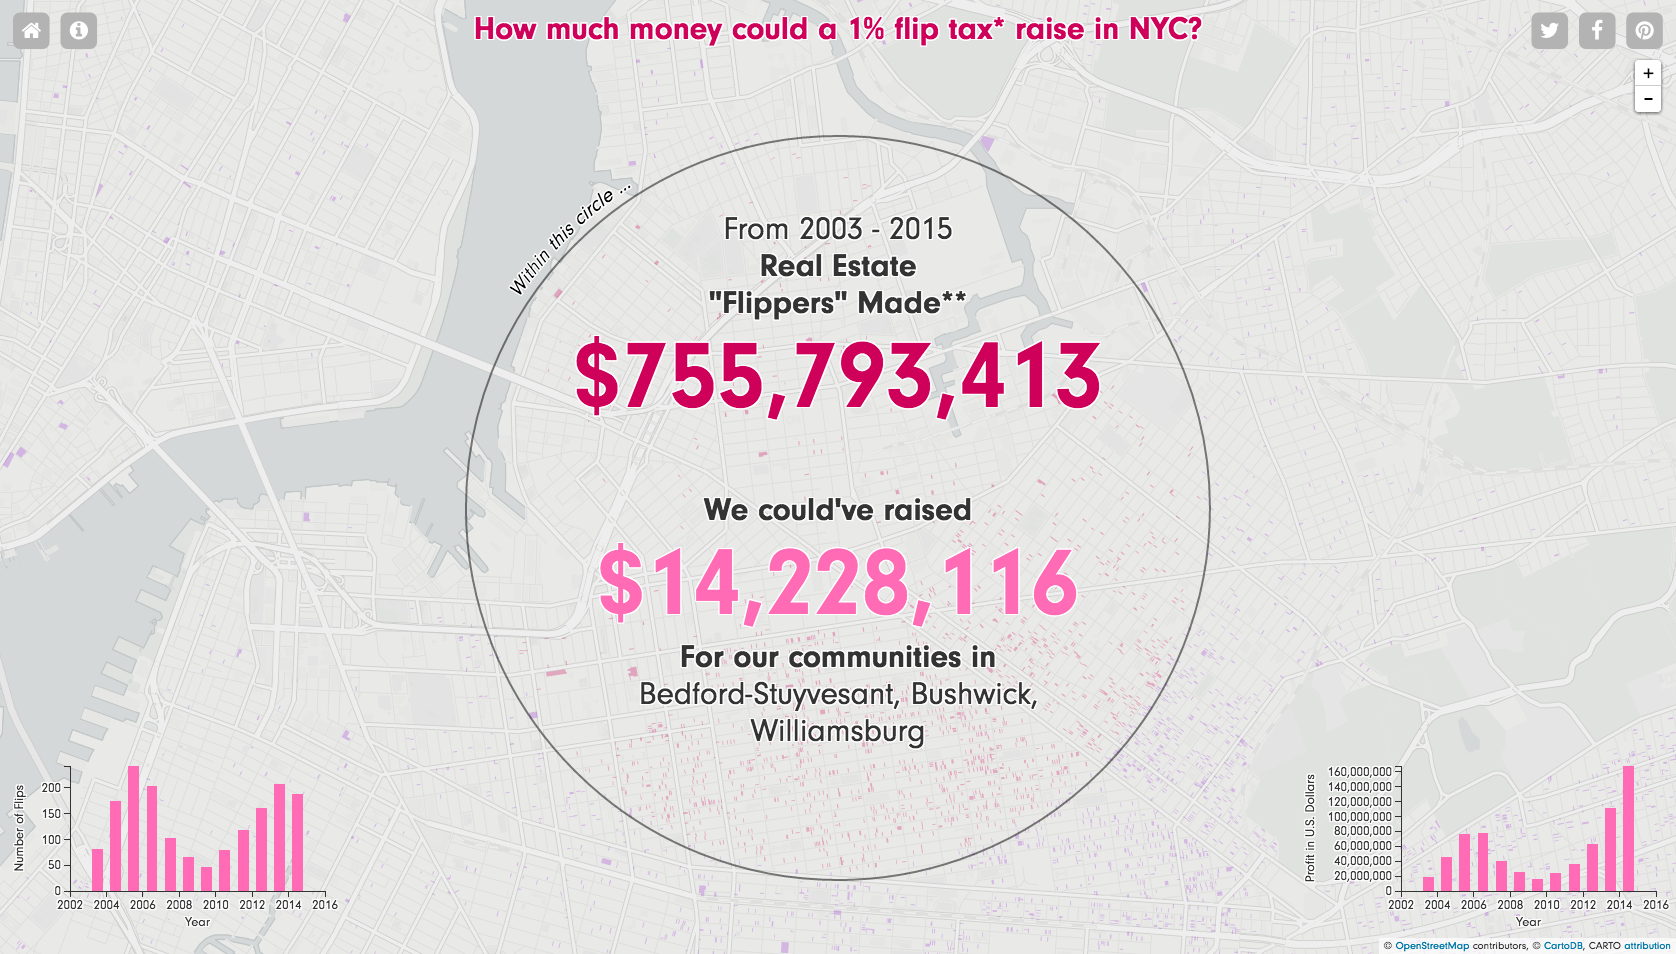 How much money could a 1% flip tax* raise in NYC?
+
-
Within this circle ...
From 2003 - 2015
Real Estate
"Flippers" Made**
$755,793,413
We could've raised
$14,228,116
For our communities in
Bedford-Stuyvesant, Bushwick,
Williamsburg
Number of Flips
200
150
100
50
0
2002 2004 2006 2008 2010 2012 2014 2016
Year
Profit in U.S. Dollars
160,000,000
140,000,000
120,000,000
100,000,000
80,000,000
60,000,000
40,000,000
20,000,000
0
2002 2004 2006 2008 2010 2012 2014 2016
Year
© OpenStreetMap contributors, © CartoDB, CARTO attribution